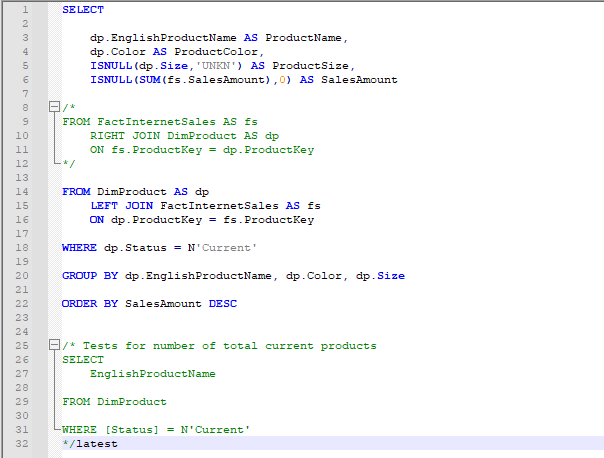 1 SELECT
2
3 dp.EnglishProductName AS ProductName,
4 dp.Color AS ProductColor,
5 ISNULL(dp.Size,'UNKN') AS ProductSize,
6 ISNULL(SUM(fs.SalesAmount),0) AS SalesAmount
7
8 /*
9 FROM FactInternetSales AS fs
10 RIGHT JOIN DimProduct AS dp
11 ON fs.ProductKey = dp.ProductKey
12 */
13
14 FROM DimProduct AS dp
15 LEFT JOIN FactInternetSales AS fs
16 ON dp.ProductKey = fs.ProductKey
17
18 WHERE dp.Status = N'Current'
19
20 GROUP BY dp.EnglishProductName, dp.Color, dp.Size
21
22 ORDER BY SalesAmount DESC
23
24
25 /* Tests for number of total current products
26 SELECT
27 EnglishProductName
28
29 FROM DimProduct
30
31 WHERE [Status] = N'Current'
32 */latest